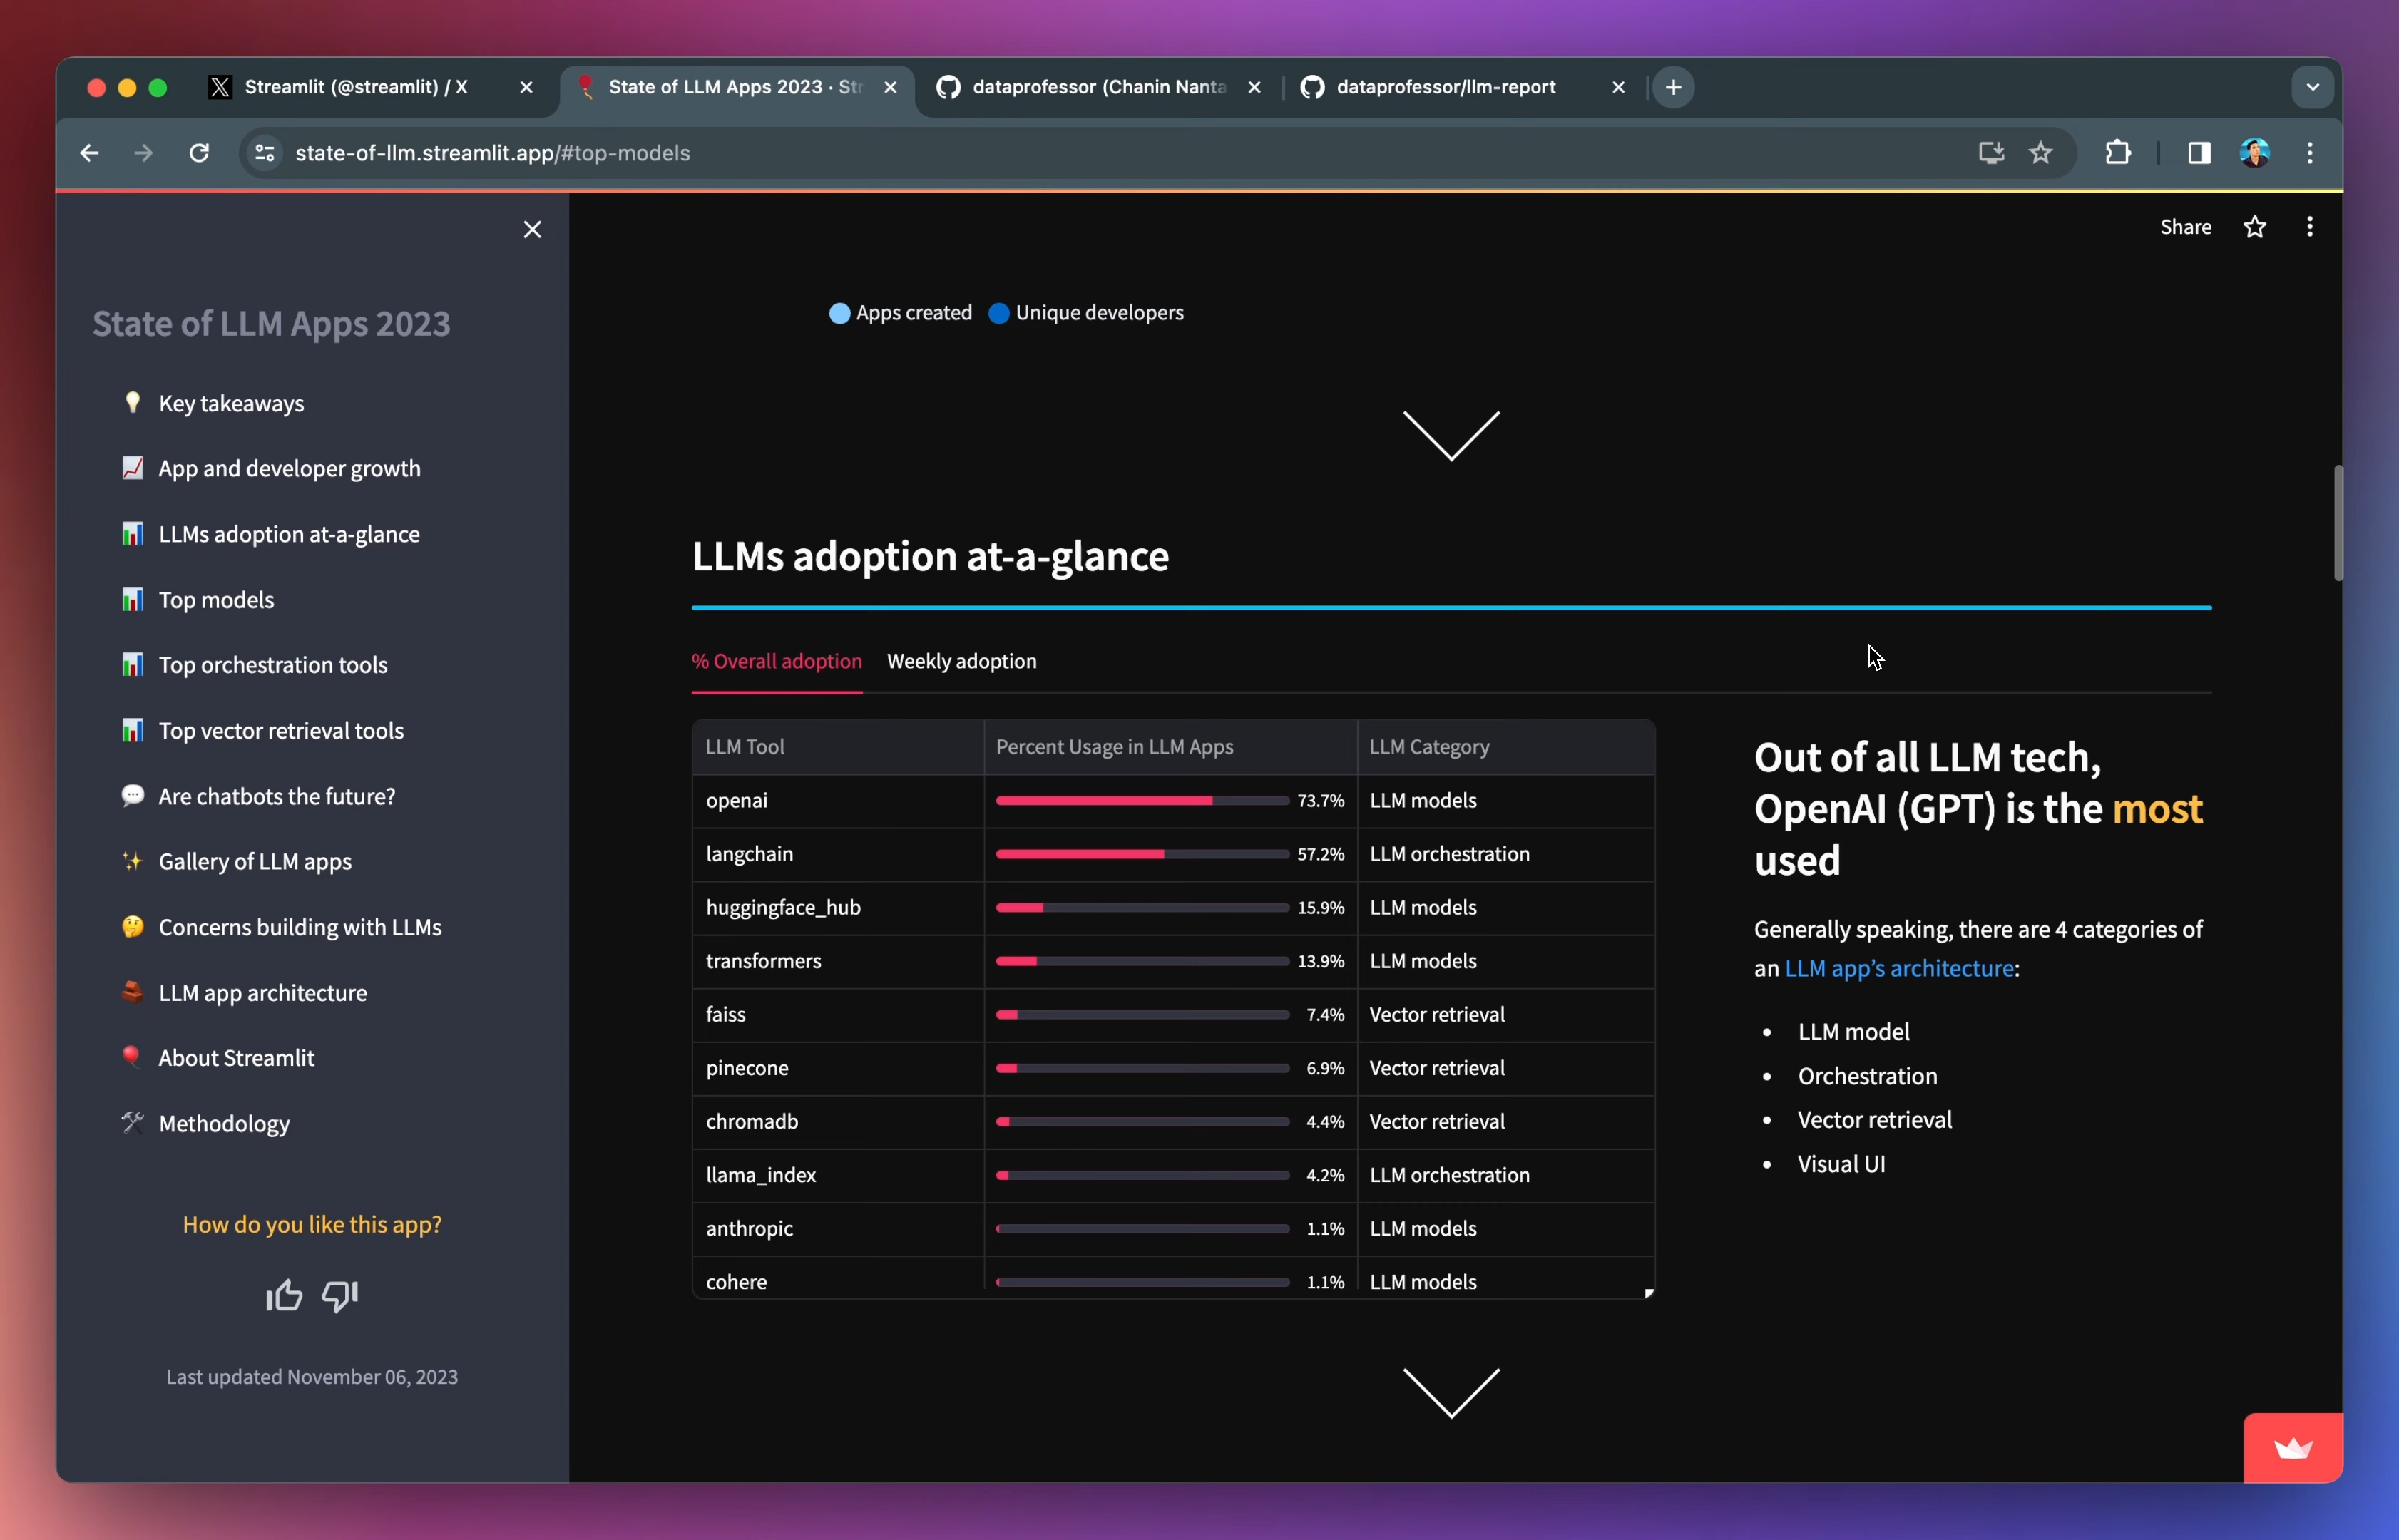 Streamlit (@streamlit) / X
State of LLM Apps 2023 · Str
dataprofessor (Chanin Nanta
dataprofessor/llm-report
state-of-llm.streamlit.app/#top-models
Share
State of LLM Apps 2023
Key takeaways
App and developer growth
LLMs adoption at-a-glance
Top models
Top orchestration tools
Top vector retrieval tools
Are chatbots the future?
Gallery of LLM apps
Concerns building with LLMs
LLM app architecture
About Streamlit
Methodology
How do you like this app?
Last updated November 06, 2023
Apps created Unique developers
LLMs adoption at-a-glance
% Overall adoption Weekly adoption
LLM Tool Percent Usage in LLM Apps LLM Category
openai 73.7% LLM models
langchain 57.2% LLM orchestration
huggingface_hub 15.9% LLM models
transformers 13.9% LLM models
faiss 7.4% Vector retrieval
pinecone 6.9% Vector retrieval
chromadb 4.4% Vector retrieval
llama_index 4.2% LLM orchestration
anthropic 1.1% LLM models
cohere 1.1% LLM models
Out of all LLM tech,
OpenAI (GPT) is the most
used
Generally speaking, there are 4 categories of
an LLM app’s architecture:
• LLM model
• Orchestration
• Vector retrieval
• Visual UI